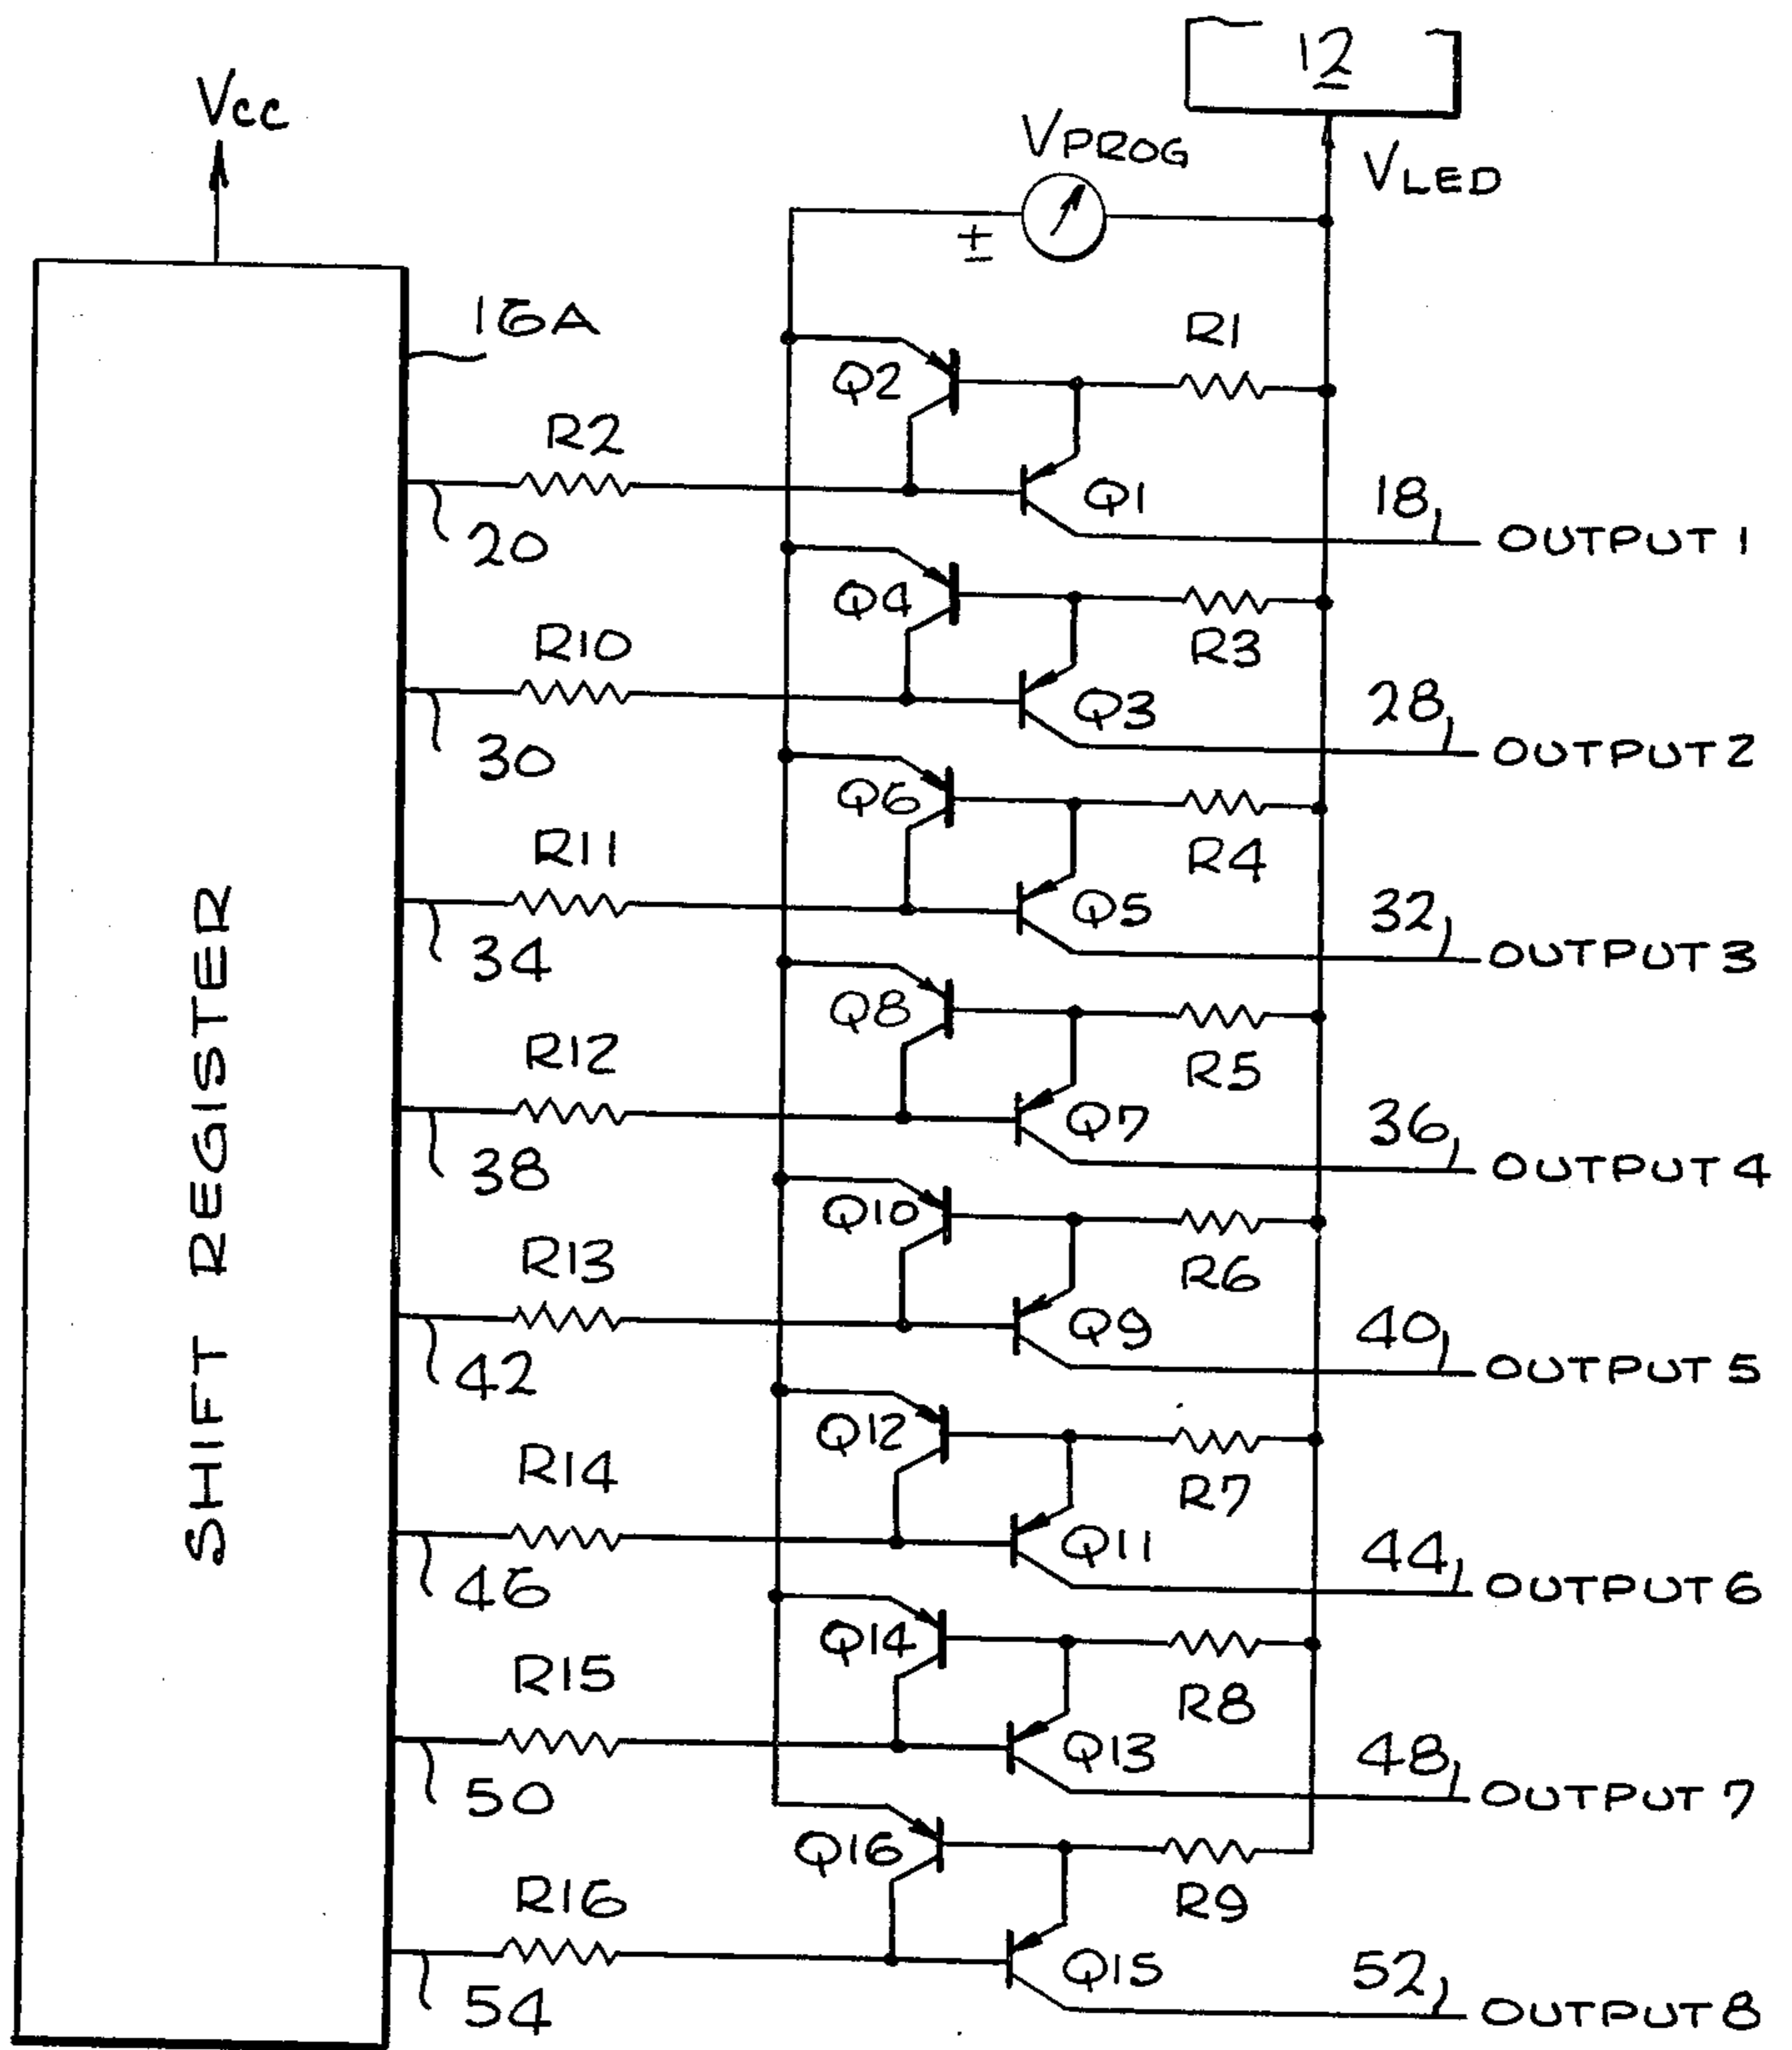 12
Vcc
VPROG
VLED
±
16A
R1
Q2
R2
Q1
18
OUTPUT 1
20
Q4
R10
R3
Q3
28
OUTPUT 2
30
Q6
R11
R4
Q5
32
OUTPUT 3
34
Q8
R12
R5
Q7
36
OUTPUT 4
38
Q10
R13
R6
Q9
40
OUTPUT 5
42
Q12
R14
R7
Q11
44
OUTPUT 6
46
Q14
R15
R8
Q13
48
OUTPUT 7
50
Q16
R16
R9
Q15
52
OUTPUT 8
54
SHIFT REGISTER